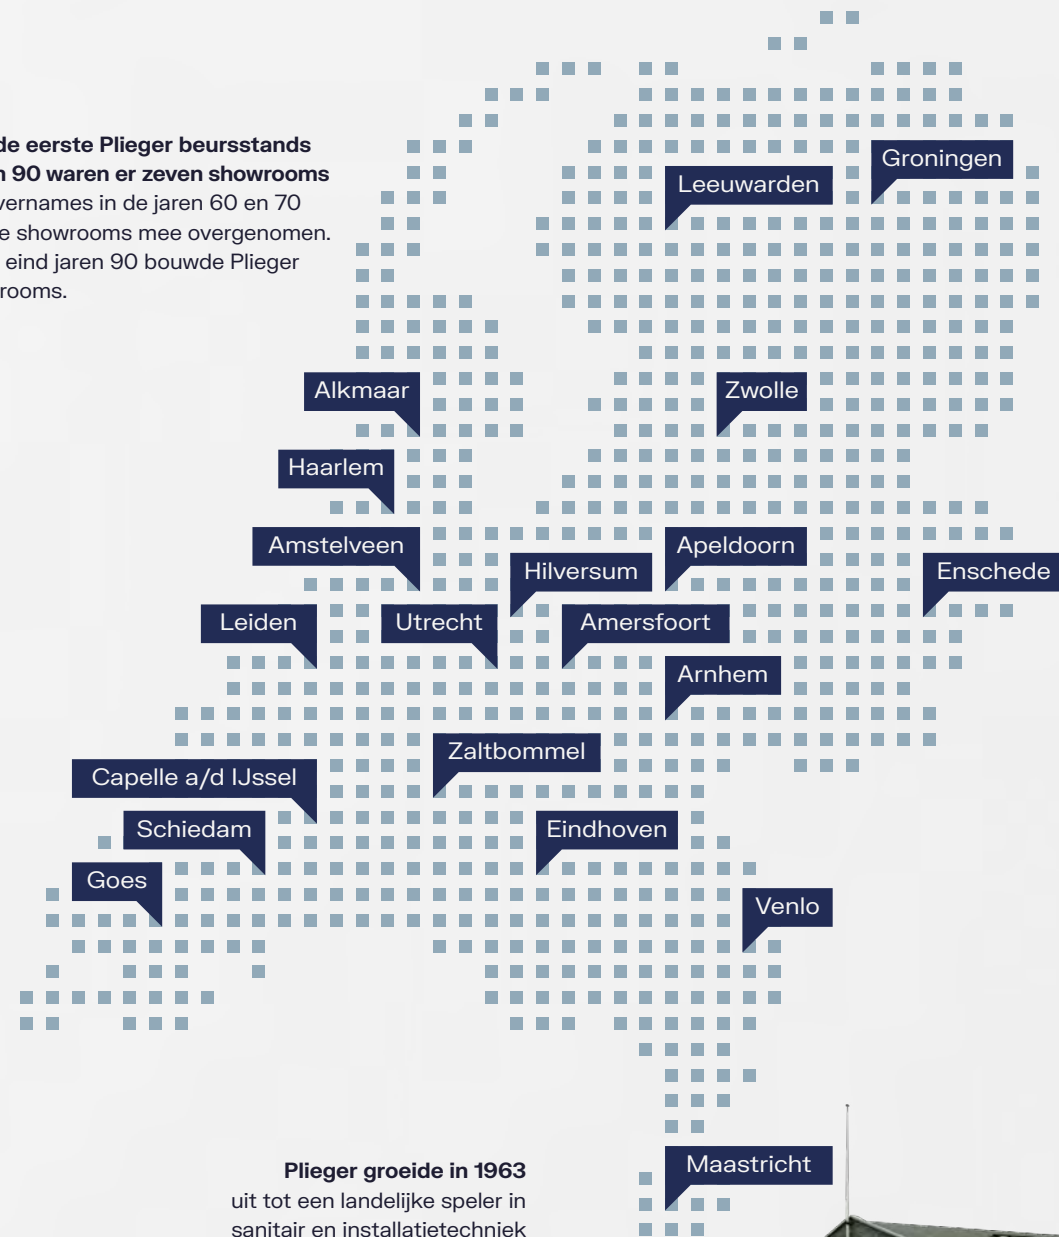 de eerste Plieger beursstands
90 waren er zeven showrooms
vernames in de jaren 60 en 70
e showrooms mee overgenomen.
eind jaren 90 bouwde Plieger
rooms.
Groningen
Leeuwarden
Alkmaar
Zwolle
Haarlem
Amstelveen
Apeldoorn
Hilversum
Enschede
Leiden
Utrecht
Amersfoort
Arnhem
Zaltbommel
Capelle a/d IJssel
Schiedam
Eindhoven
Goes
Venlo
Maastricht
Plieger groeide in 1963
uit tot een landelijke speler in
sanitair en installatietechniek